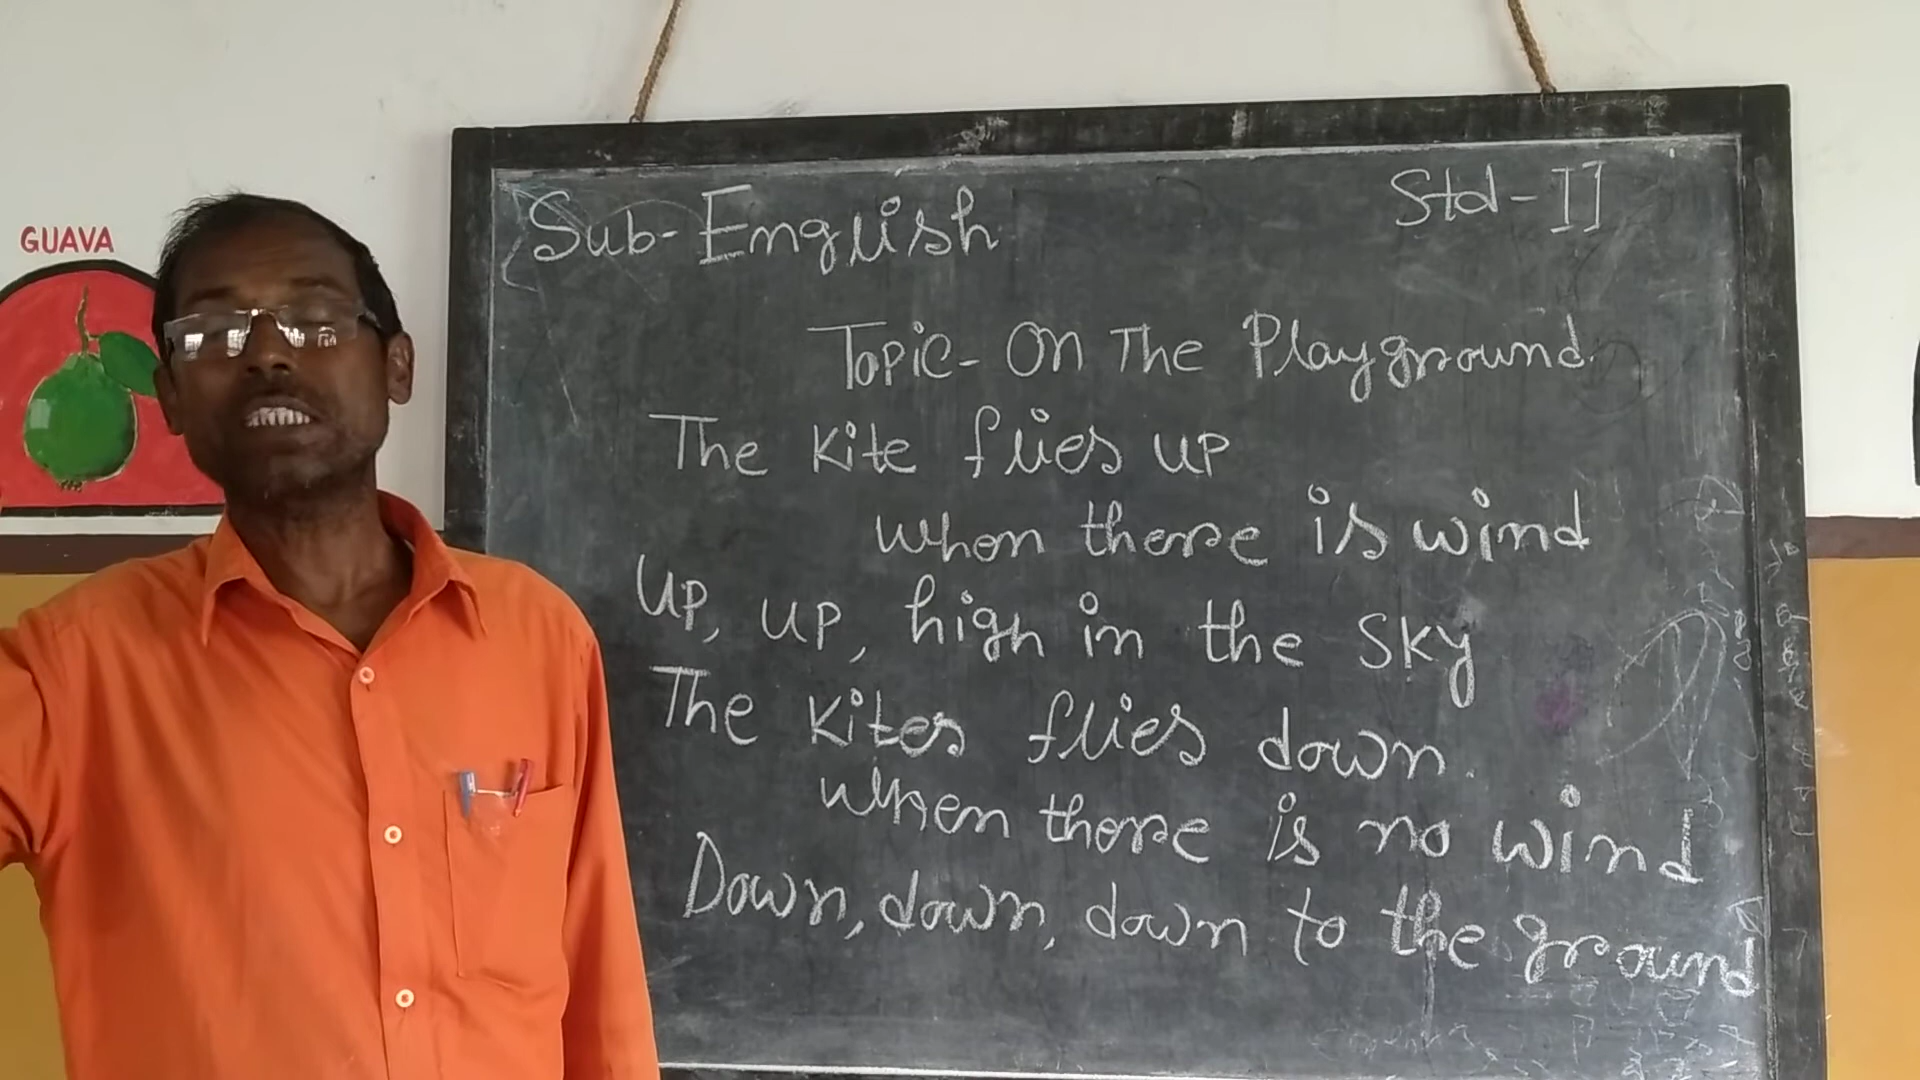 GUAVA
Sub- English Std-II
Topic- On The Playground.
The kite flies up
when there is wind
Up, up, high in the sky
The kites flies down.
when there is no wind
Down, down, down to the ground